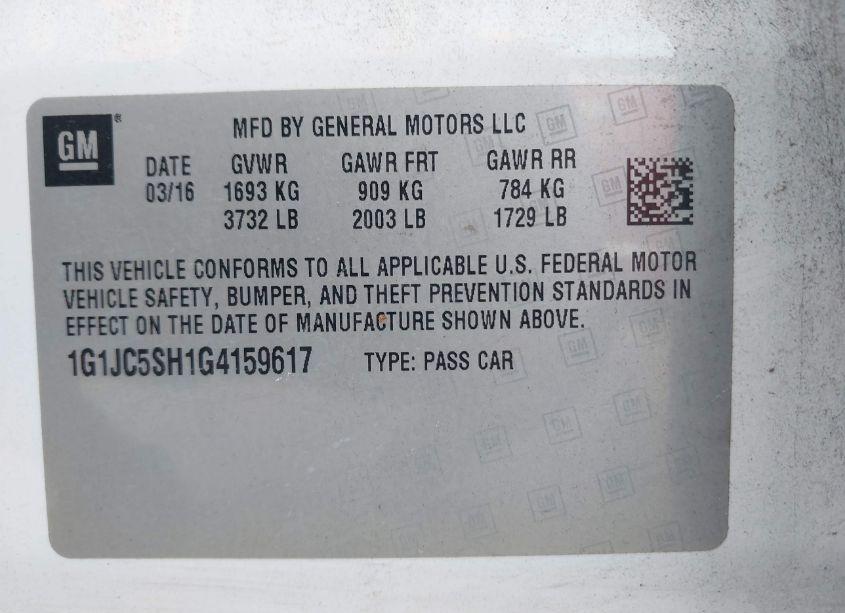 GM
®
MFD BY GENERAL MOTORS LLC
DATE GVWR GAWR FRT GAWR RR
03/16 1693 KG 909 KG 784 KG
3732 LB 2003 LB 1729 LB
THIS VEHICLE CONFORMS TO ALL APPLICABLE U.S. FEDERAL MOTOR
VEHICLE SAFETY, BUMPER, AND THEFT PREVENTION STANDARDS IN
EFFECT ON THE DATE OF MANUFACTURE SHOWN ABOVE.
1G1JC5SH1G4159617 TYPE: PASS CAR